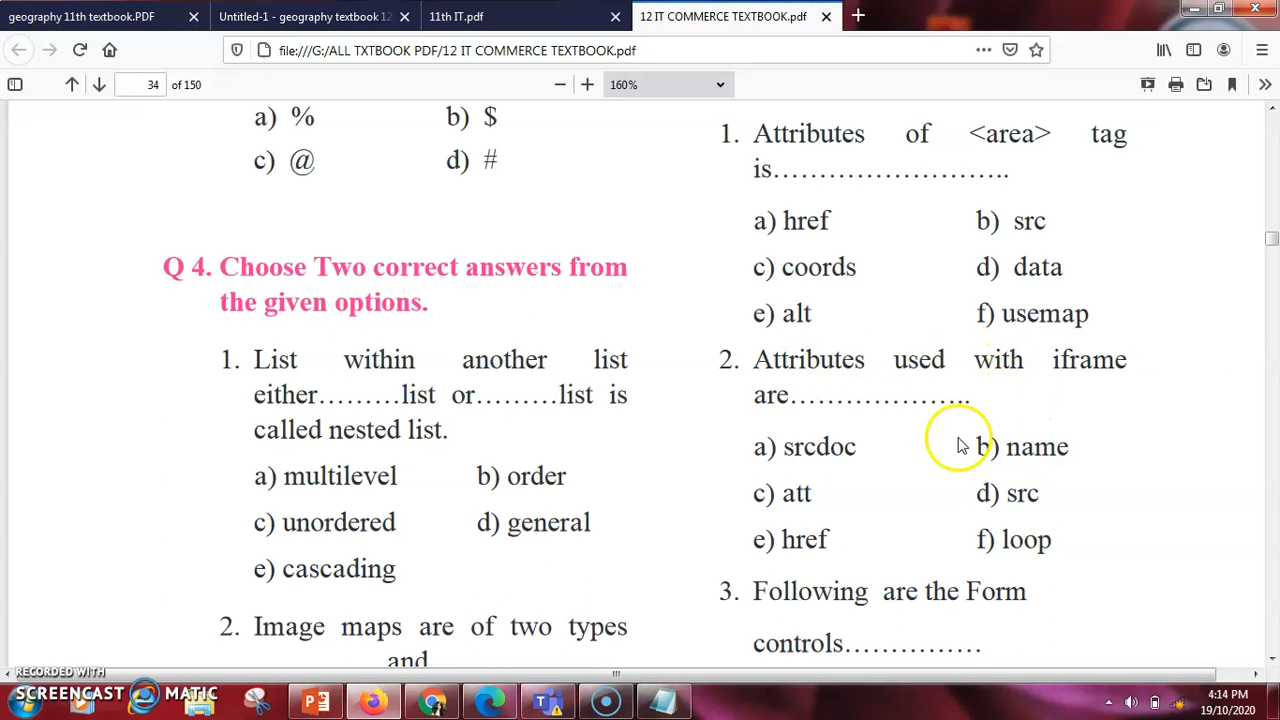 geography 11th textbook.PDF
Untitled-1 - geography textbook 12
11th IT.pdf
12 IT COMMERCE TEXTBOOK.pdf
file:///G:/ALL TXTBOOK PDF/12 IT COMMERCE TEXTBOOK.pdf
34 of 150
160%
a) % b) $
c) @ d) #
Q 4. Choose Two correct answers from
the given options.
1. List within another list
either………list or………list is
called nested list.
a) multilevel b) order
c) unordered d) general
e) cascading
2. Image maps are of two types
and
1. Attributes of <area> tag
is……………………..
a) href b) src
c) coords d) data
e) alt f) usemap
2. Attributes used with iframe
are………………..
a) srcdoc b) name
c) att d) src
e) href f) loop
3. Following are the Form
controls……………
RECORDED WITH
SCREENCAST MATIC
4:14 PM
19/10/2020